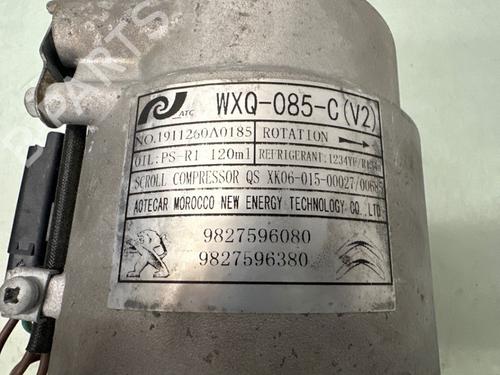 ATC WXQ-085-C(V2)
NO.1911260A0185 ROTATION
OIL:PS-R1 120ml REFRIGERANT:1234YF/R134a
SCROLL COMPRESSOR QS XK06-015-00027/00685
AOTECAR MOROCCO NEW ENERGY TECHNOLOGY CO.,LTD
9827596080
9827596380